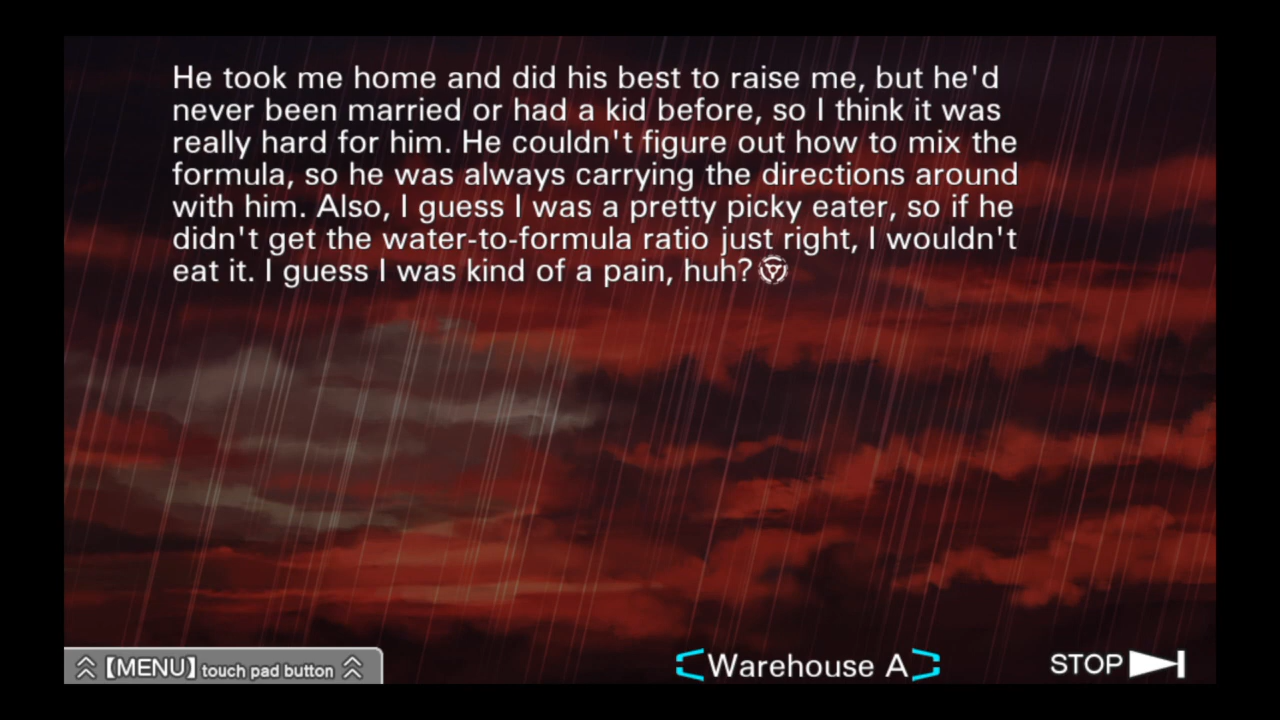 He took me home and did his best to raise me, but he'd
never been married or had a kid before, so I think it was
really hard for him. He couldn't figure out how to mix the
formula, so he was always carrying the directions around
with him. Also, I guess I was a pretty picky eater, so if he
didn't get the water-to-formula ratio just right, I wouldn't
eat it. I guess I was kind of a pain, huh?
【MENU】touch pad button
Warehouse A
STOP